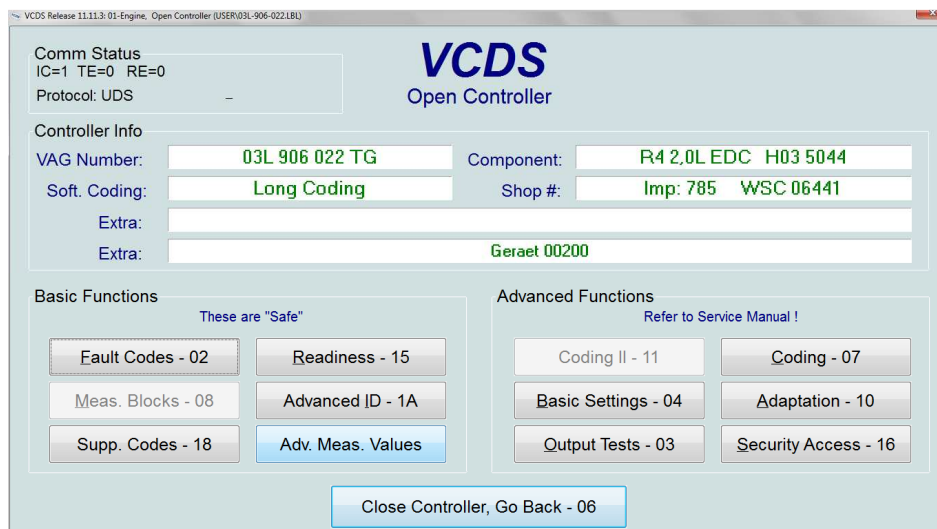 VCDS Release 11.11.3: 01-Engine, Open Controller (USER\03L-906-022.LBL)
Comm Status
IC=1 TE=0 RE=0
Protocol: UDS –
VCDS
Open Controller
Controller Info
VAG Number: 03L 906 022 TG Component: R4 2,0L EDC H03 5044
Soft. Coding: Long Coding Shop #: Imp: 785 WSC 06441
Extra:
Extra: Geraet 00200
Basic Functions
These are "Safe"
Fault Codes - 02 Readiness - 15
Meas. Blocks - 08 Advanced ID - 1A
Supp. Codes - 18 Adv. Meas. Values
Advanced Functions
Refer to Service Manual !
Coding II - 11 Coding - 07
Basic Settings - 04 Adaptation - 10
Output Tests - 03 Security Access - 16
Close Controller, Go Back - 06